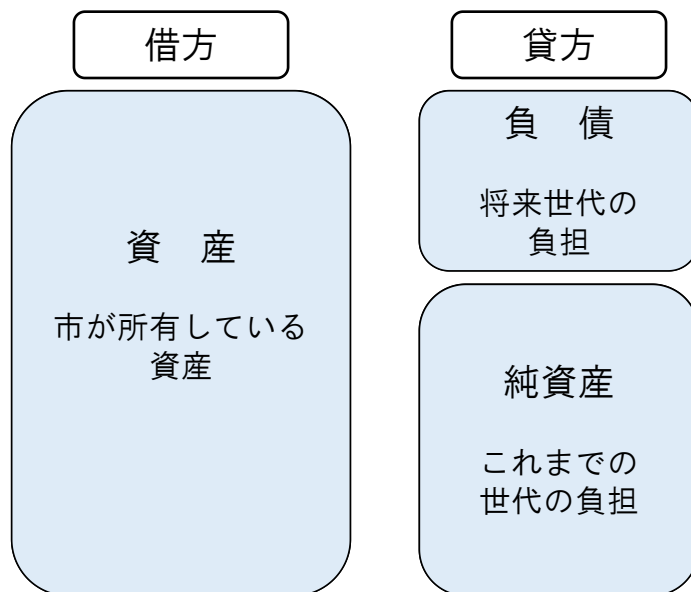 借方
資　産
市が所有している
資産
貸方
負　債
将来世代の
負担
純資産
これまでの
世代の負担